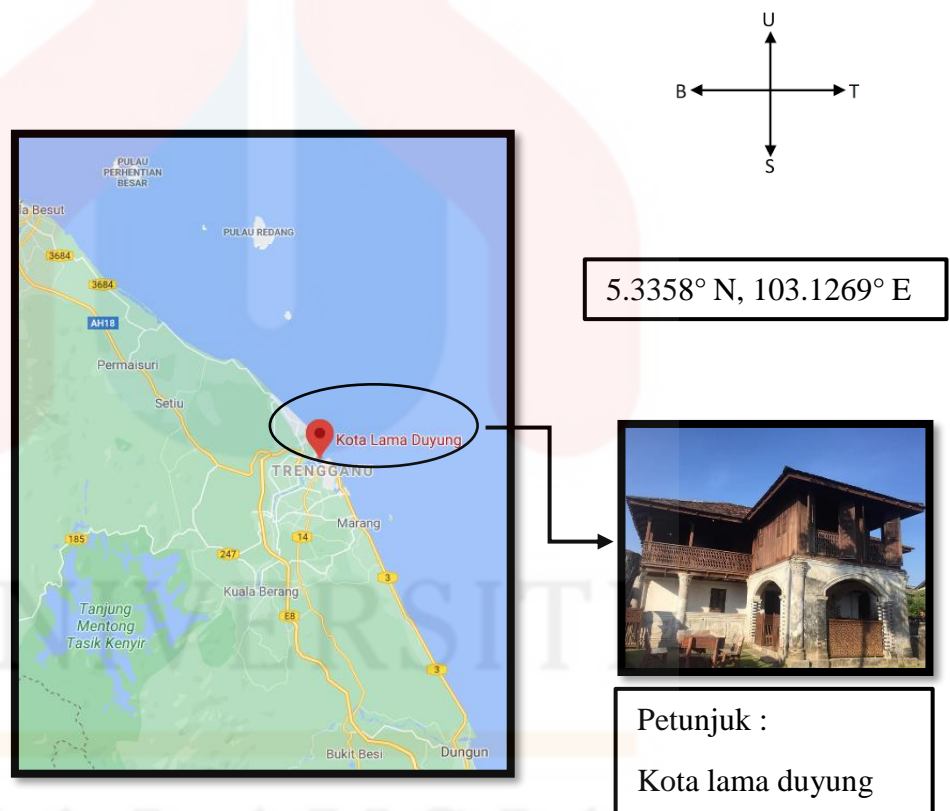 U
B
T
S
PULAU
PERHENTIAN
BESAR
la Besut
PULAU REDANG
3684
3684
AH18
Permaisuri
Setiu
Kota Lama Duyung
TRENGGANU
Marang
185
14
247
3
Kuala Berang
E8
Tanjung
Mentong
Tasik Kenyir
3
Bukit Besi
Dungun
5.3358° N, 103.1269° E
Petunjuk :
Kota lama duyung
NIVERSITI